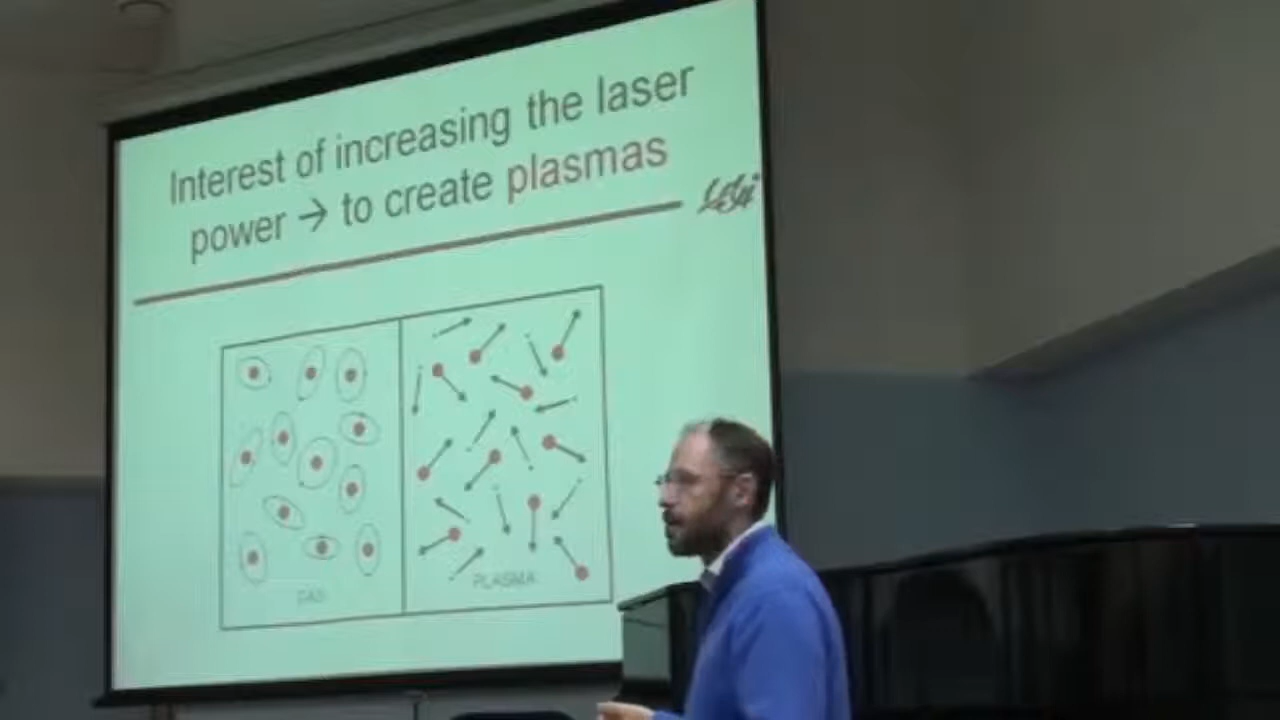 Interest of increasing the laser
power → to create plasmas
GAS
PLASMA